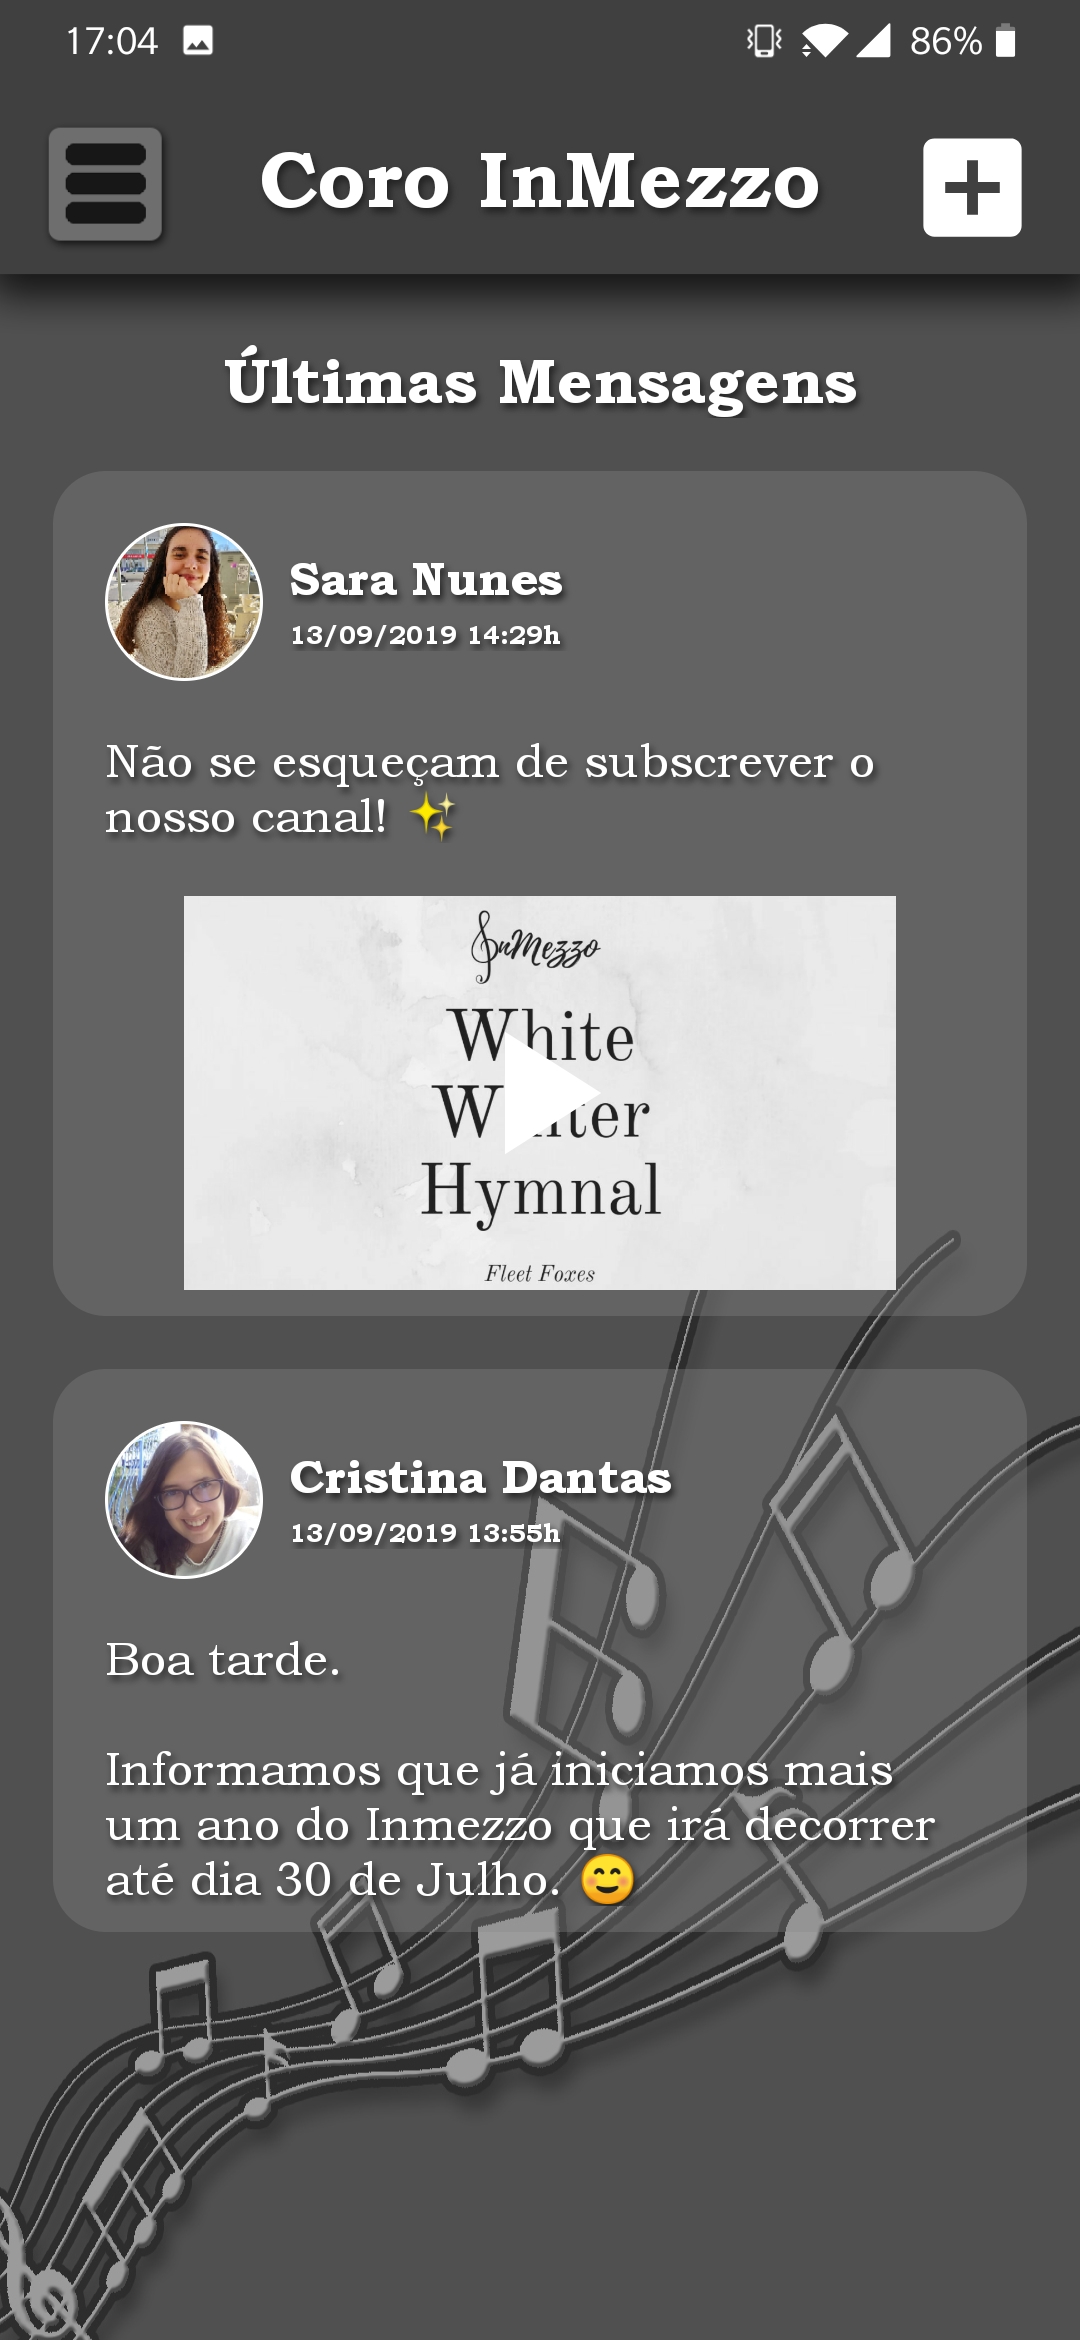 17:04 86%
Coro InMezzo
Últimas Mensagens
Sara Nunes
13/09/2019 14:29h
Não se esqueçam de subscrever o
nosso canal! ✨
InMezzo
White
Winter
Hymnal
Fleet Foxes
Cristina Dantas
13/09/2019 13:55h
Boa tarde.
Informamos que já iniciamos mais
um ano do Inmezzo que irá decorrer
até dia 30 de Julho. 😊